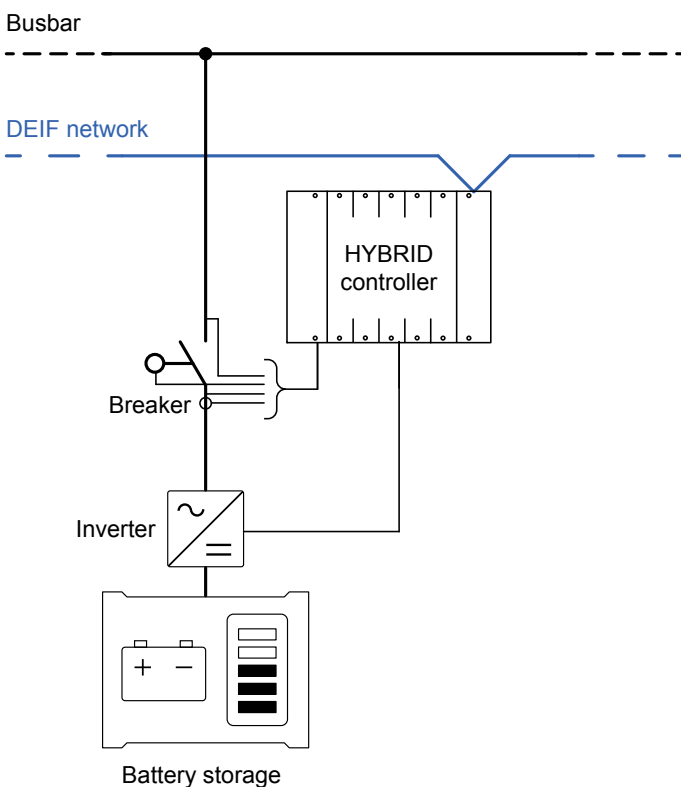 Busbar
DEIF network
HYBRID
controller
Breaker
Inverter
+ −
Battery storage